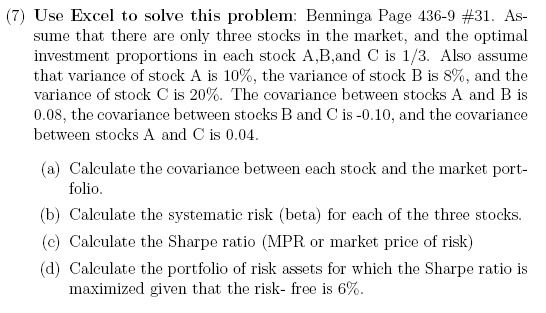 (7) Use Excel to solve this problem: Benninga Page 436-9 #31. As-
sume that there are only three stocks in the market, and the optimal
investment proportions in each stock A,B,and C is 1/3. Also assume
that variance of stock A is 10%, the variance of stock B is 8%, and the
variance of stock C is 20%. The covariance between stocks A and B is
0.08, the covariance between stocks B and C is -0.10, and the covariance
between stocks A and C is 0.04.
(a) Calculate the covariance between each stock and the market port-
folio.
(b) Calculate the systematic risk (beta) for each of the three stocks.
(c) Calculate the Sharpe ratio (MPR or market price of risk)
(d) Calculate the portfolio of risk assets for which the Sharpe ratio is
maximized given that the risk- free is 6%.